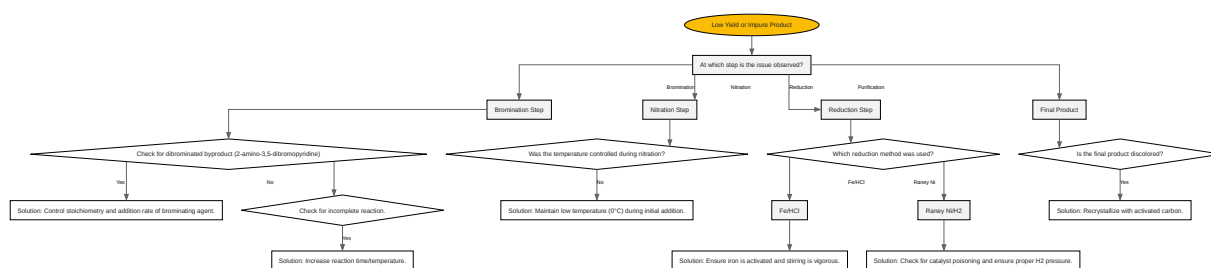 Low Yield or Impure Product
At which step is the issue observed?
Bromination
Nitration
Reduction
Purification
Bromination Step
Nitration Step
Reduction Step
Final Product
Check for dibrominated byproduct (2-amino-3,5-dibromopyridine)
Was the temperature controlled during nitration?
Which reduction method was used?
Is the final product discolored?
Yes
No
No
Fe/HCl
Raney Ni
Yes
Solution: Control stoichiometry and addition rate of brominating agent.
Check for incomplete reaction.
Solution: Maintain low temperature (0°C) during initial addition.
Fe/HCl
Raney Ni/H2
Solution: Recrystallize with activated carbon.
Yes
Solution: Increase reaction time/temperature.
Solution: Ensure iron is activated and stirring is vigorous.
Solution: Check for catalyst poisoning and ensure proper H2 pressure.